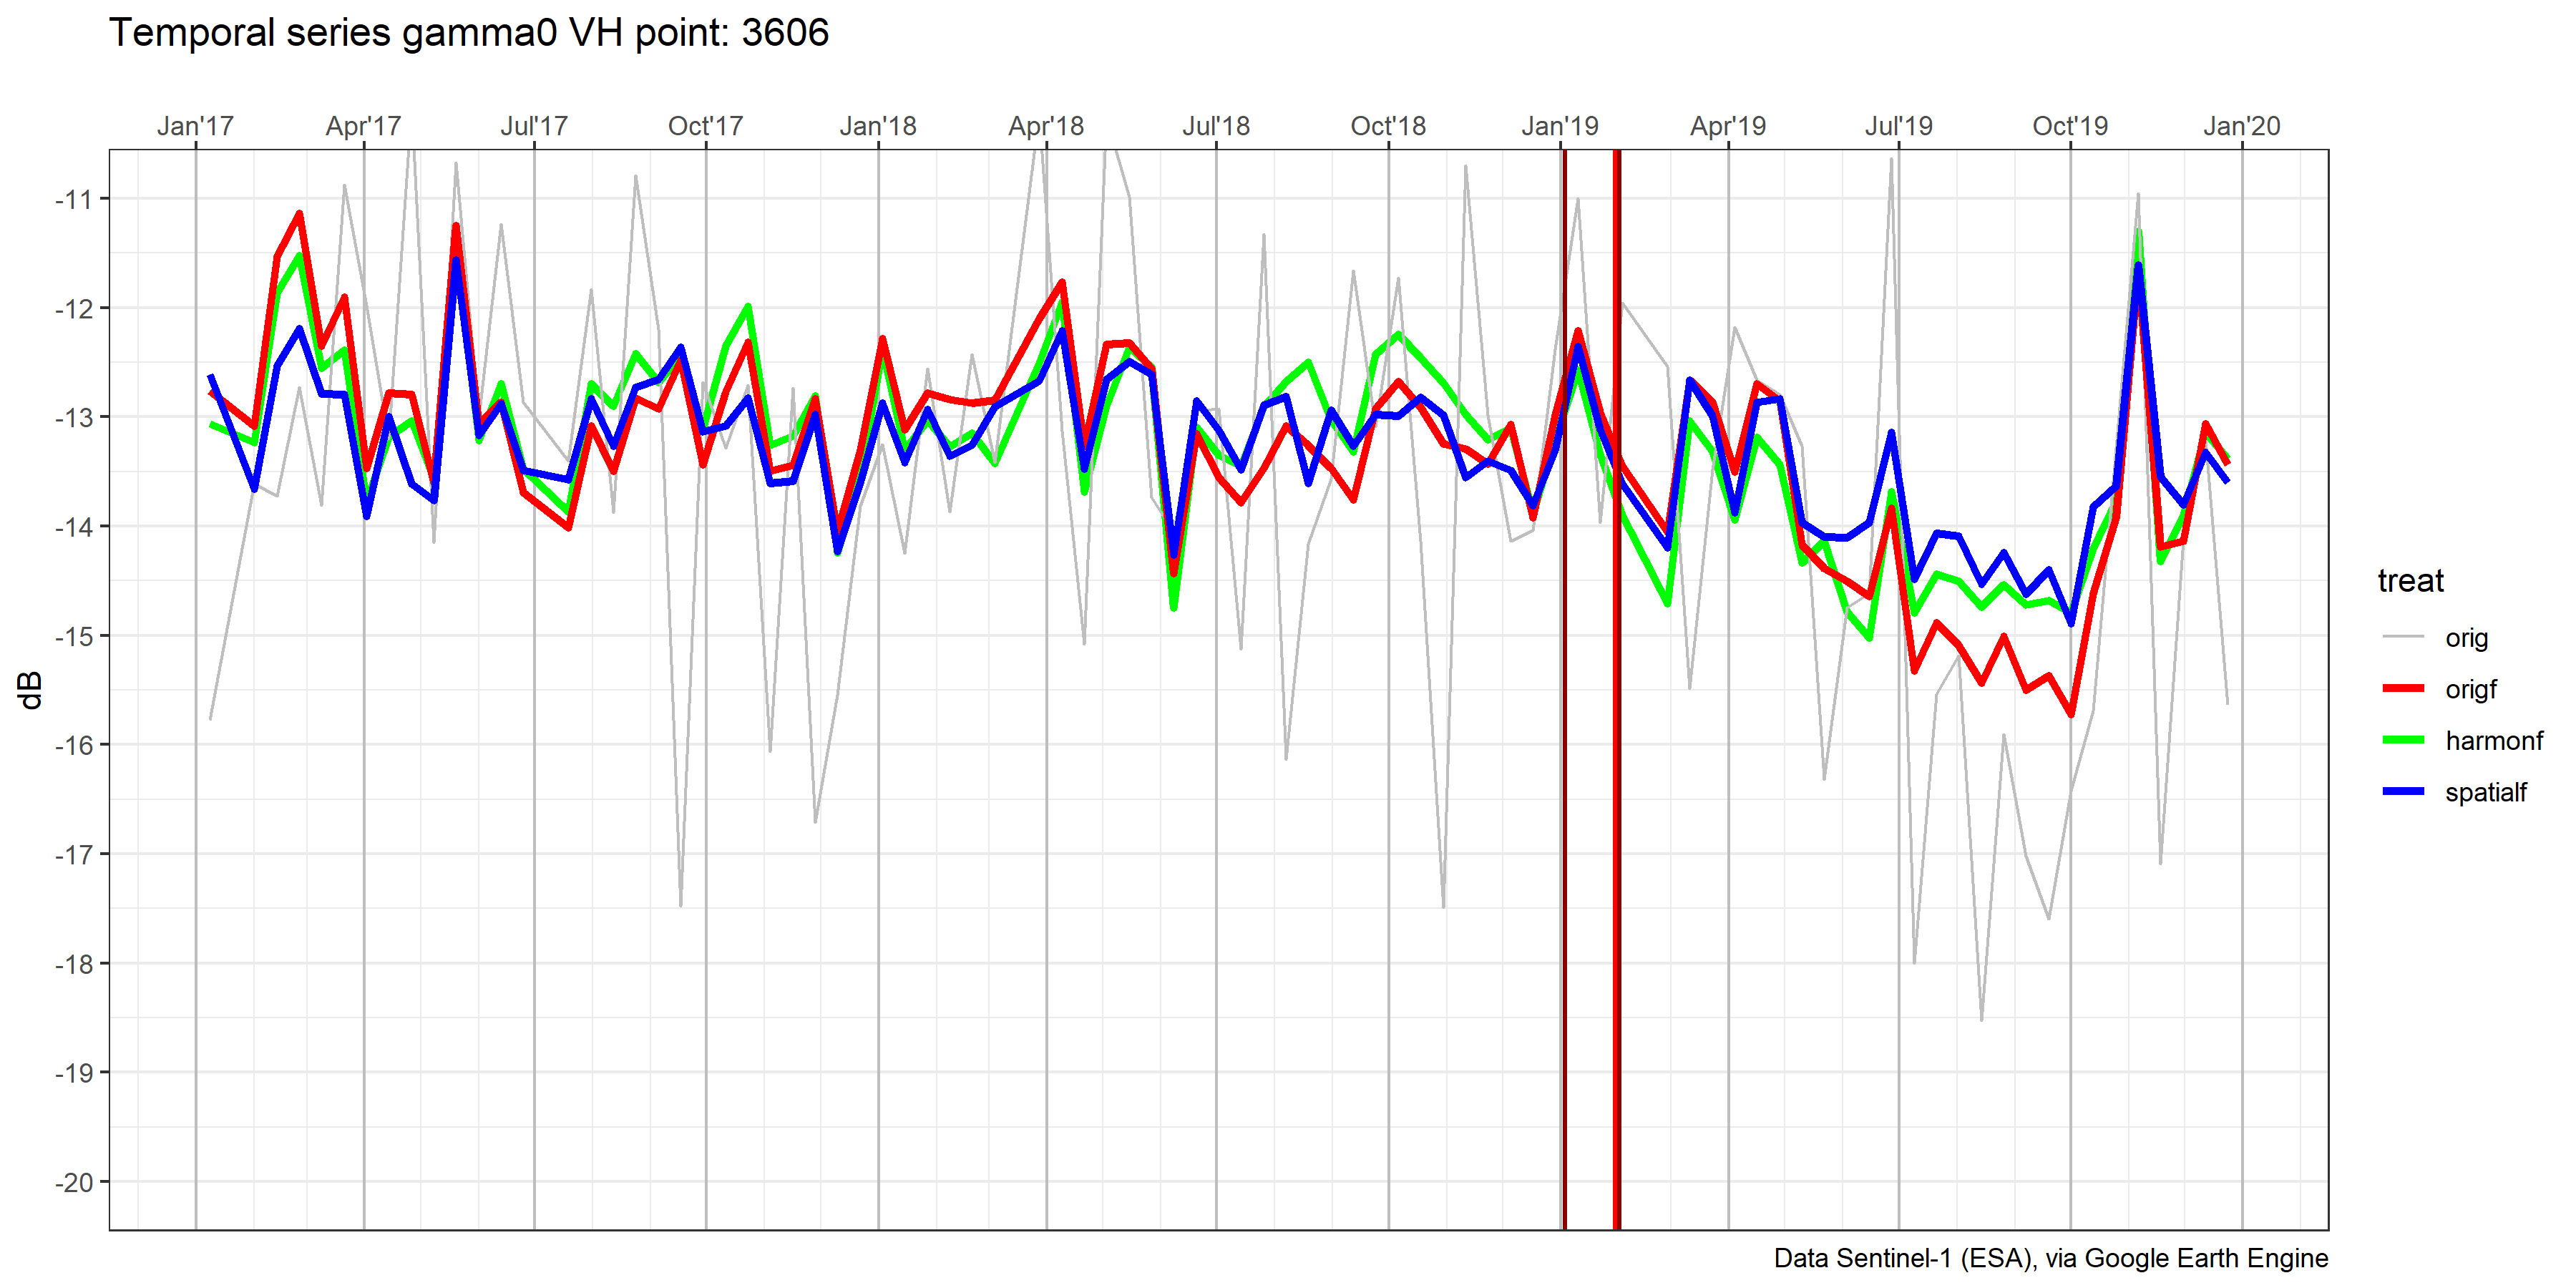 Temporal series gamma0 VH point: 3606
Jan'17 Apr'17 Jul'17 Oct'17 Jan'18 Apr'18 Jul'18 Oct'18 Jan'19 Apr'19 Jul'19 Oct'19 Jan'20
-11
-12
-13
-14
-15
-16
-17
-18
-19
-20
dB
treat
orig
origf
harmonf
spatialf
Data Sentinel-1 (ESA), via Google Earth Engine